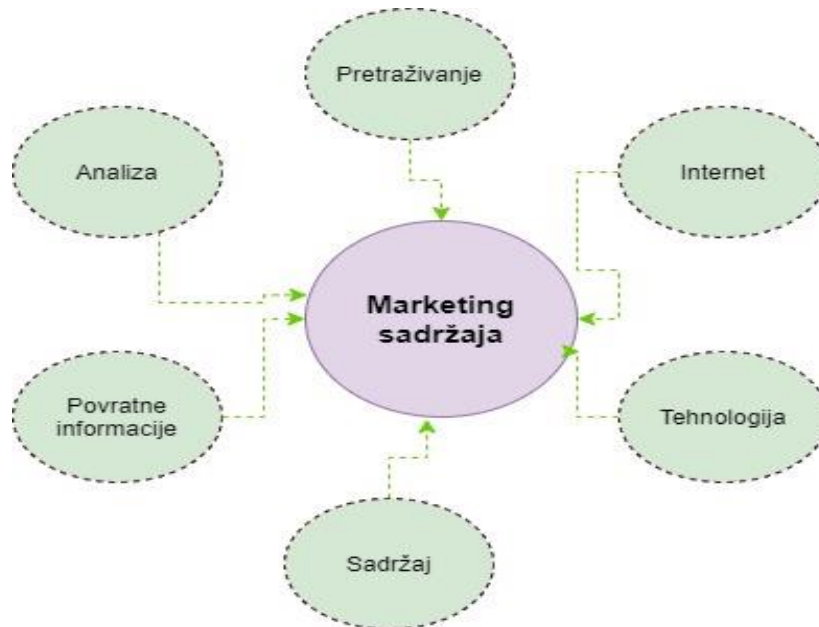 Pretraživanje
Analiza
Internet
Marketing
sadržaja
Povratne
informacije
Tehnologija
Sadržaj